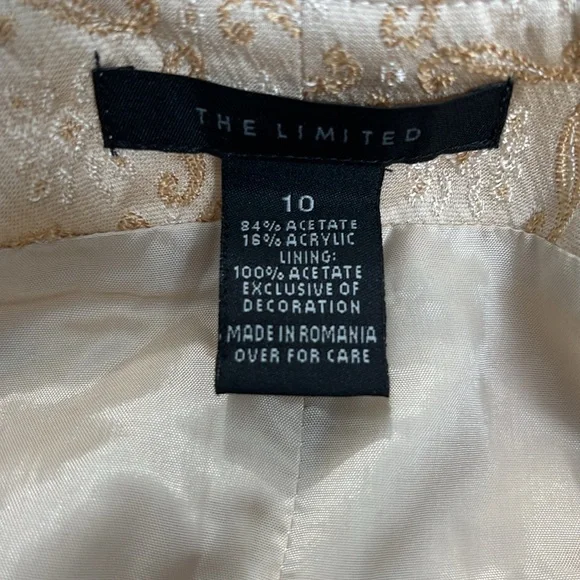 THE LIMITED
10
84% ACETATE
16% ACRYLIC
LINING:
100% ACETATE
EXCLUSIVE OF
DECORATION
MADE IN ROMANIA
OVER FOR CARE